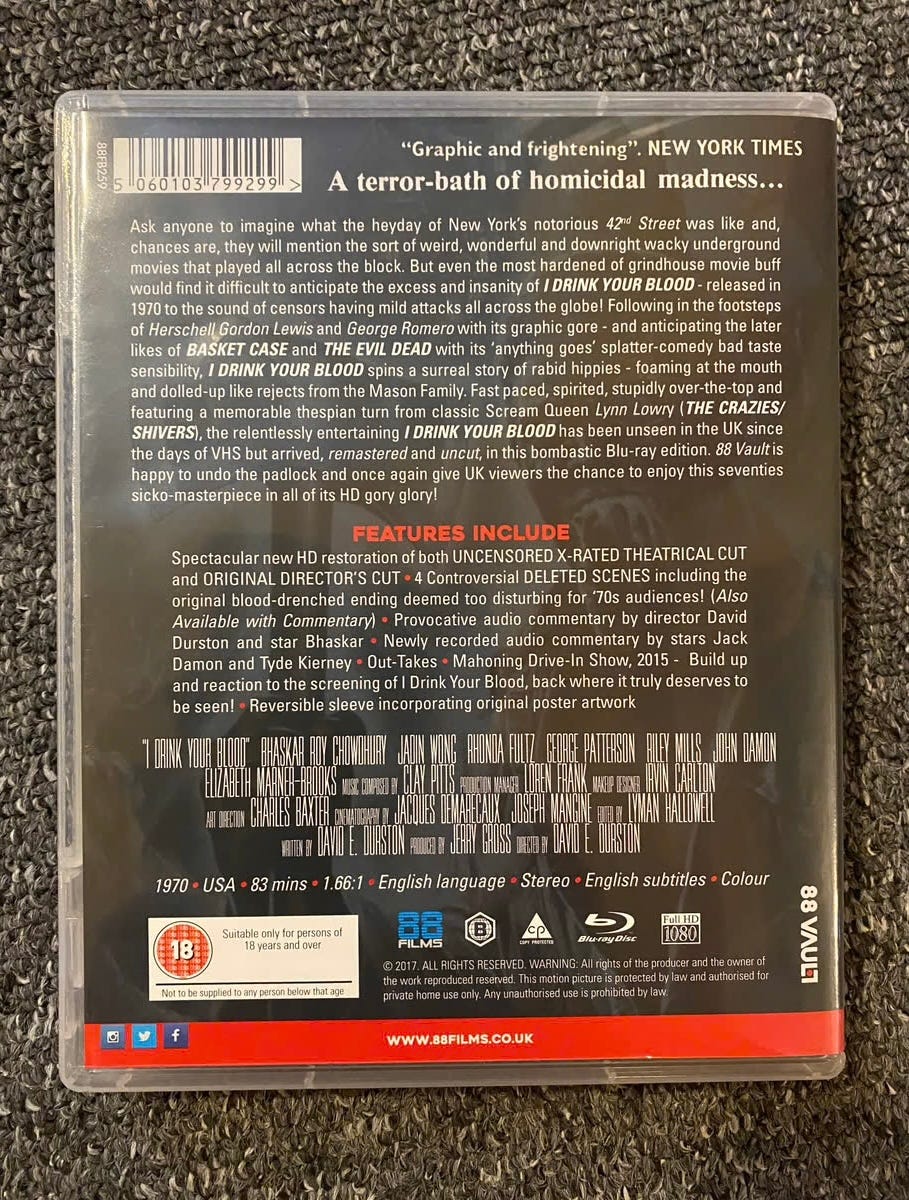 88FB259
5 060103 799299 >
“Graphic and frightening”. NEW YORK TIMES
A terror-bath of homicidal madness...
Ask anyone to imagine what the heyday of New York’s notorious 42nd Street was like and,
chances are, they will mention the sort of weird, wonderful and downright wacky underground
movies that played all across the block. But even the most hardened of grindhouse movie buff
would find it difficult to anticipate the excess and insanity of I DRINK YOUR BLOOD - released in
1970 to the sound of censors having mild attacks all across the globe! Following in the footsteps
of Herschell Gordon Lewis and George Romero with its graphic gore - and anticipating the later
likes of BASKET CASE and THE EVIL DEAD with its ‘anything goes’ splatter-comedy bad taste
sensibility, I DRINK YOUR BLOOD spins a surreal story of rabid hippies - foaming at the mouth
and dolled-up like rejects from the Mason Family. Fast paced, spirited, stupidly over-the-top and
featuring a memorable thespian turn from classic Scream Queen Lynn Lowry (THE CRAZIES/
SHIVERS), the relentlessly entertaining I DRINK YOUR BLOOD has been unseen in the UK since
the days of VHS but arrived, remastered and uncut, in this bombastic Blu-ray edition. 88 Vault is
happy to undo the padlock and once again give UK viewers the chance to enjoy this seventies
sicko-masterpiece in all of its HD gory glory!
FEATURES INCLUDE
Spectacular new HD restoration of both UNCENSORED X-RATED THEATRICAL CUT
and ORIGINAL DIRECTOR’S CUT • 4 Controversial DELETED SCENES including the
original blood-drenched ending deemed too disturbing for ‘70s audiences! (Also
Available with Commentary) • Provocative audio commentary by director David
Durston and star Bhaskar • Newly recorded audio commentary by stars Jack
Damon and Tyde Kierney • Out-Takes • Mahoning Drive-In Show, 2015 - Build up
and reaction to the screening of I Drink Your Blood, back where it truly deserves to
be seen! • Reversible sleeve incorporating original poster artwork
"I DRINK YOUR BLOOD" BHASKAR ROY CHOWDHURY JADIN WONG RHONDA FULTZ GEORGE PATTERSON RILEY MILLS JOHN DAMON
ELIZABETH MARNER-BROOKS MUSIC COMPOSED BY CLAY PITTS PRODUCTION MANAGER LOREN FRANK MAKEUP DESIGNER IRVIN CARLTON
ART DIRECTION CHARLES BAXTER CINEMATOGRAPHY BY JACQUES DEMARECAUX JOSEPH MANGINE EDITED BY LYMAN HALLOWELL
WRITTEN BY DAVID E. DURSTON PRODUCED BY JERRY GROSS DIRECTED BY DAVID E. DURSTON
1970 • USA • 83 mins • 1.66:1 • English language • Stereo • English subtitles • Colour
18
Suitable only for persons of
18 years and over
Not to be supplied to any person below that age
88
FILMS
B
CP
COPY PROTECTED
Blu-ray Disc
Full HD
1080
© 2017. ALL RIGHTS RESERVED. WARNING: All rights of the producer and the owner of
the work reproduced reserved. This motion picture is protected by law and authorised for
private home use only. Any unauthorised use is prohibited by law.
88 VAULT
WWW.88FILMS.CO.UK